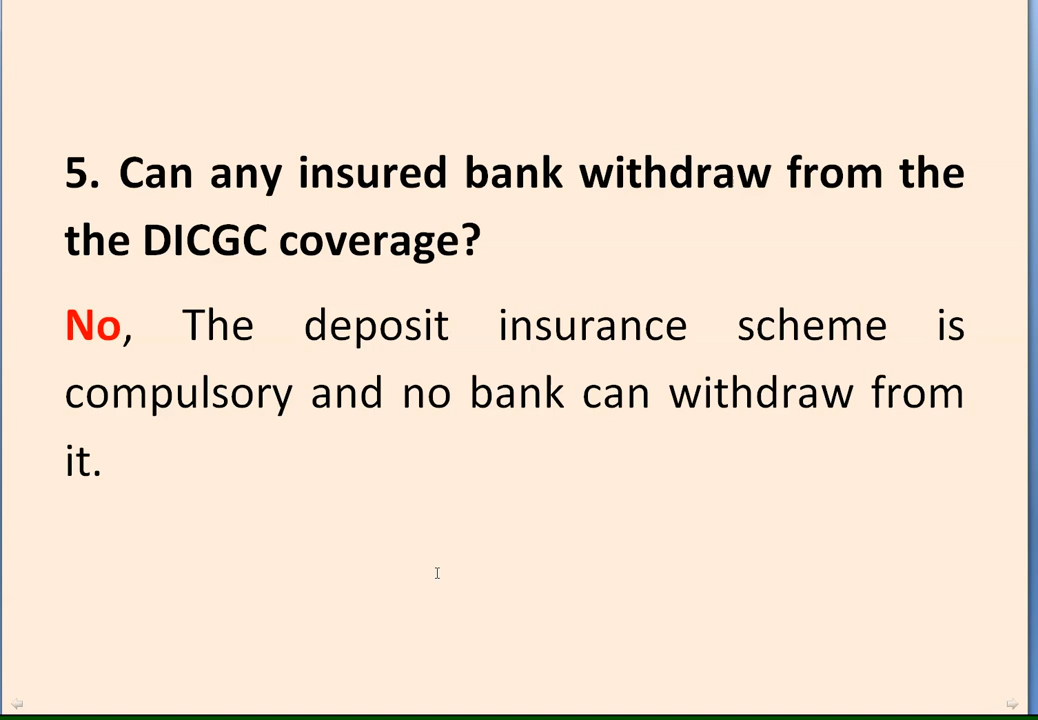 5. Can any insured bank withdraw from the
the DICGC coverage?
No, The deposit insurance scheme is
compulsory and no bank can withdraw from
it.